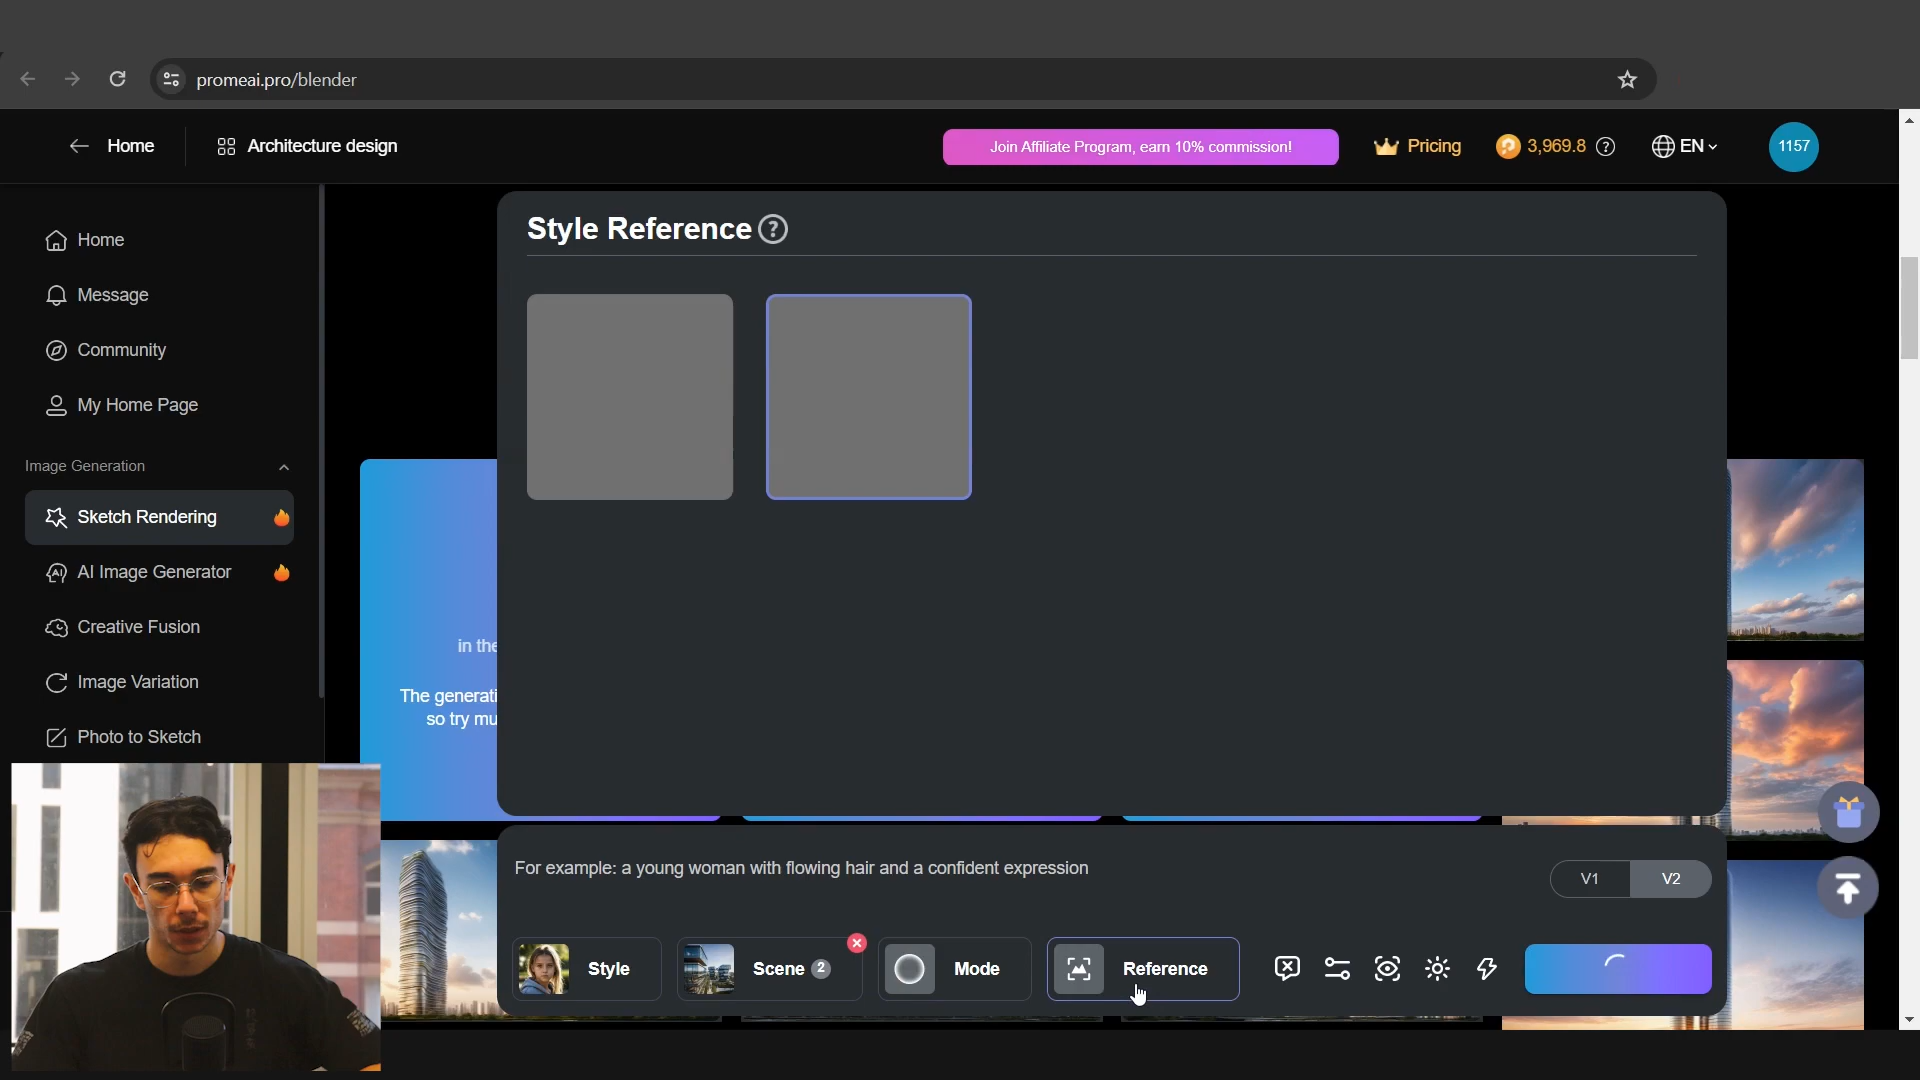 promeai.pro/blender
Home
Architecture design
Join Affiliate Program, earn 10% commission!
Pricing
3,969.8
EN
1157
Home
Message
Community
My Home Page
Image Generation
Sketch Rendering
AI Image Generator
Creative Fusion
Image Variation
Photo to Sketch
Style Reference
in the
The generati
so try mu
For example: a young woman with flowing hair and a confident expression
V1
V2
Style
Scene 2
Mode
Reference